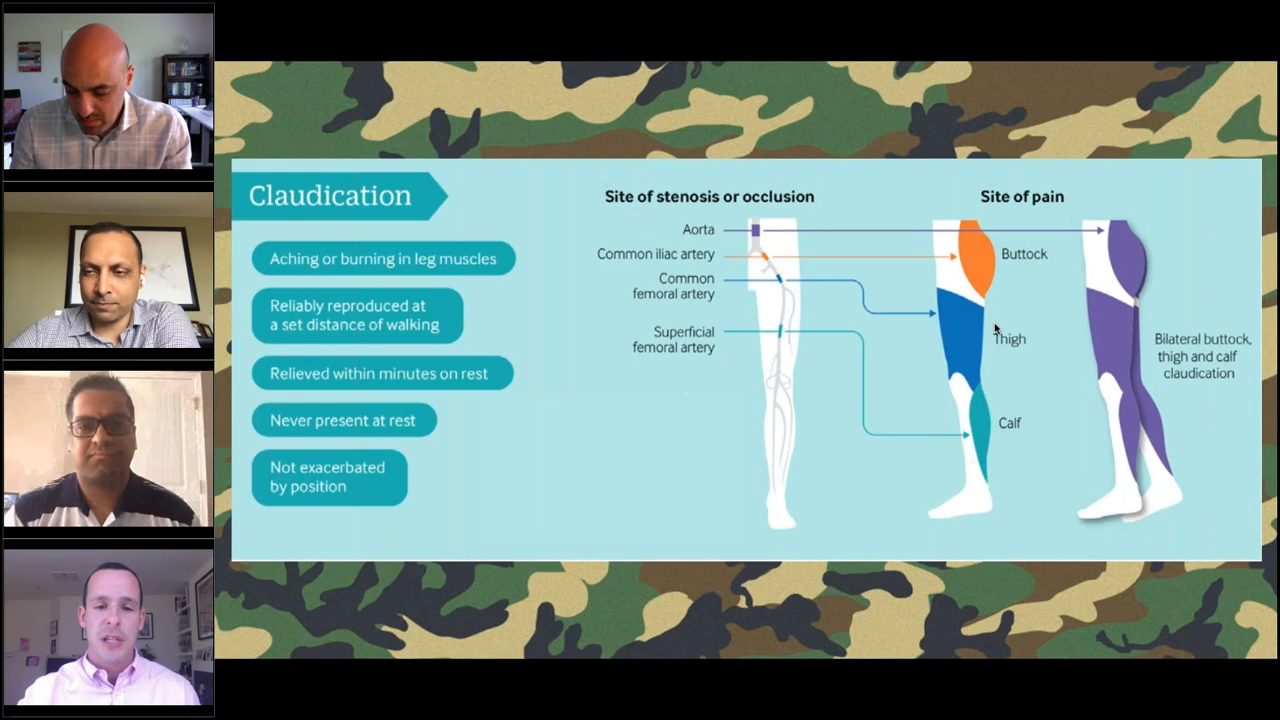 Claudication
Aching or burning in leg muscles
Reliably reproduced at
a set distance of walking
Relieved within minutes on rest
Never present at rest
Not exacerbated
by position
Site of stenosis or occlusion
Aorta
Common iliac artery
Common
femoral artery
Superficial
femoral artery
Site of pain
Buttock
Thigh
Calf
Bilateral buttock,
thigh and calf
claudication